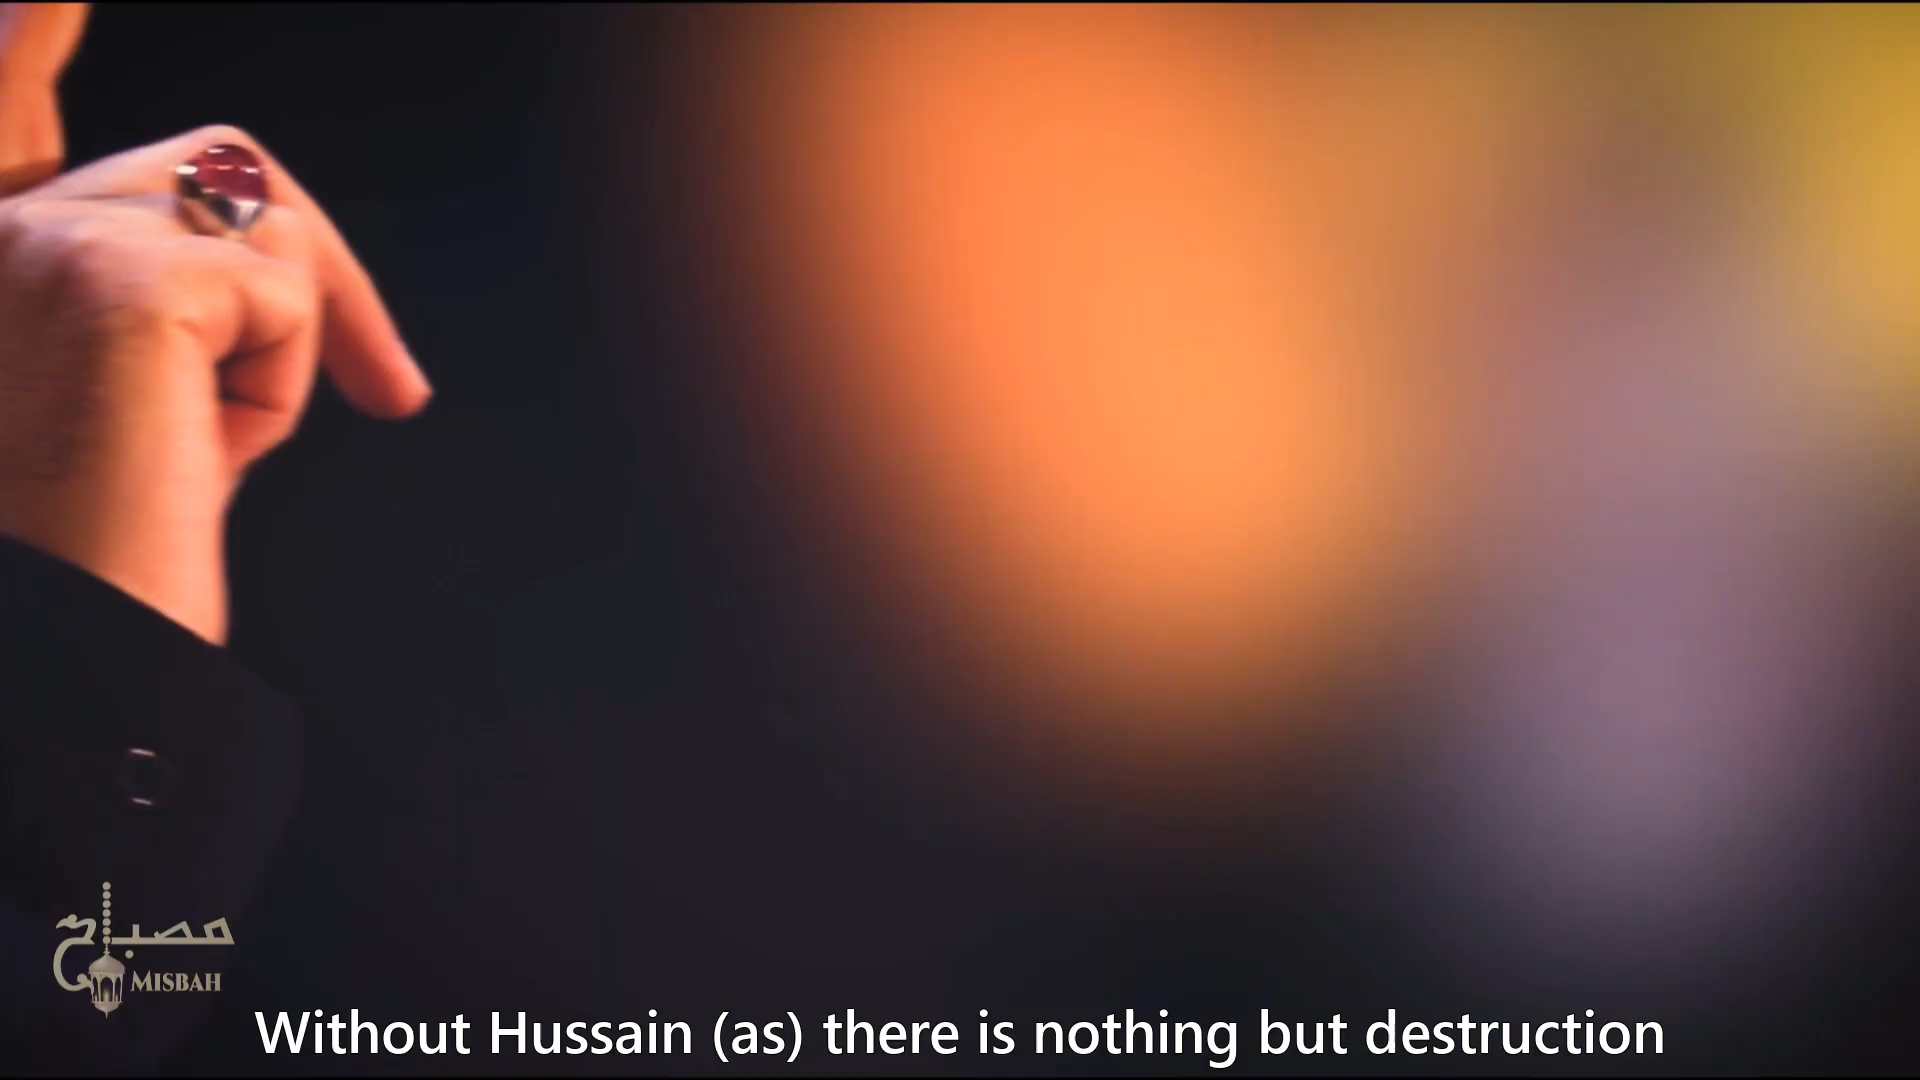 مصباح
MISBAH
Without Hussain (as) there is nothing but destruction